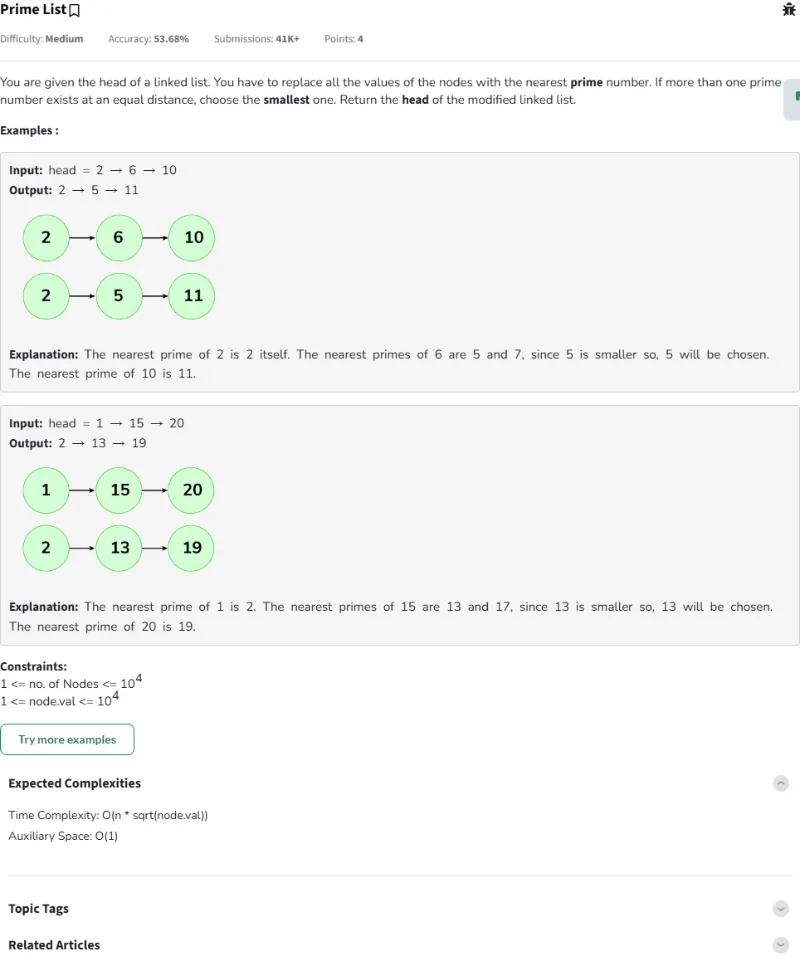 Prime List
Difficulty: Medium Accuracy: 53.68% Submissions: 41K+ Points: 4
You are given the head of a linked list. You have to replace all the values of the nodes with the nearest prime number. If more than one prime
number exists at an equal distance, choose the smallest one. Return the head of the modified linked list.
Examples :
Input: head = 2 → 6 → 10
Output: 2 → 5 → 11
2 6 10
2 5 11
Explanation: The nearest prime of 2 is 2 itself. The nearest primes of 6 are 5 and 7, since 5 is smaller so, 5 will be chosen.
The nearest prime of 10 is 11.
Input: head = 1 → 15 → 20
Output: 2 → 13 → 19
1 15 20
2 13 19
Explanation: The nearest prime of 1 is 2. The nearest primes of 15 are 13 and 17, since 13 is smaller so, 13 will be chosen.
The nearest prime of 20 is 19.
Constraints:
1 <= no. of Nodes <= 10^4
1 <= node.val <= 10^4
Try more examples
Expected Complexities
Time Complexity: O(n * sqrt(node.val))
Auxiliary Space: O(1)
Topic Tags
Related Articles